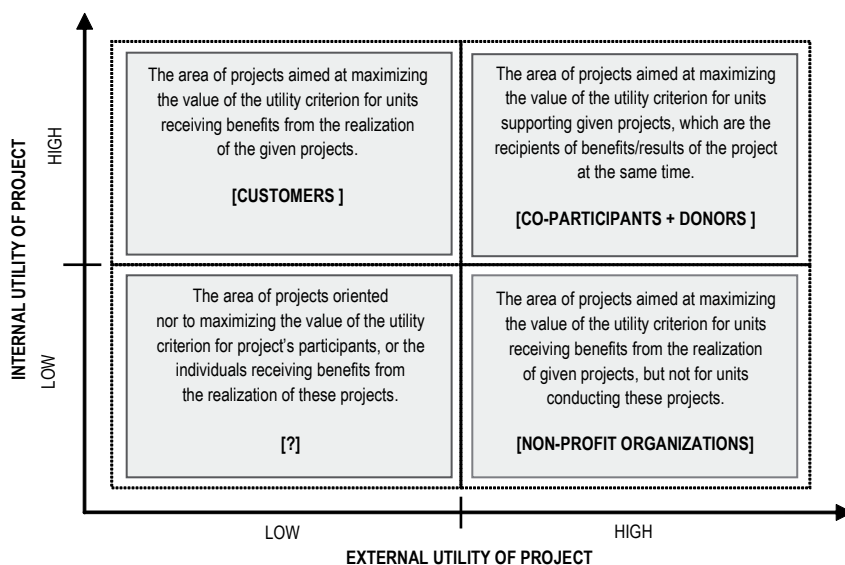 The area of projects aimed at maximizing
the value of the utility criterion for units
receiving benefits from the realization
of the given projects.
[CUSTOMERS ]
The area of projects aimed at maximizing
the value of the utility criterion for units
supporting given projects, which are the
recipients of benefits/results of the project
at the same time.
[CO-PARTICIPANTS + DONORS ]
INTERNAL UTILITY OF PROJECT
HIGH
LOW
The area of projects oriented
nor to maximizing the value of the utility
criterion for project's participants, or the
individuals receiving benefits from
the realization of these projects.
[?]
The area of projects aimed at maximizing
the value of the utility criterion for units
receiving benefits from the realization
of given projects, but not for units
conducting these projects.
[NON-PROFIT ORGANIZATIONS]
LOW
HIGH
EXTERNAL UTILITY OF PROJECT